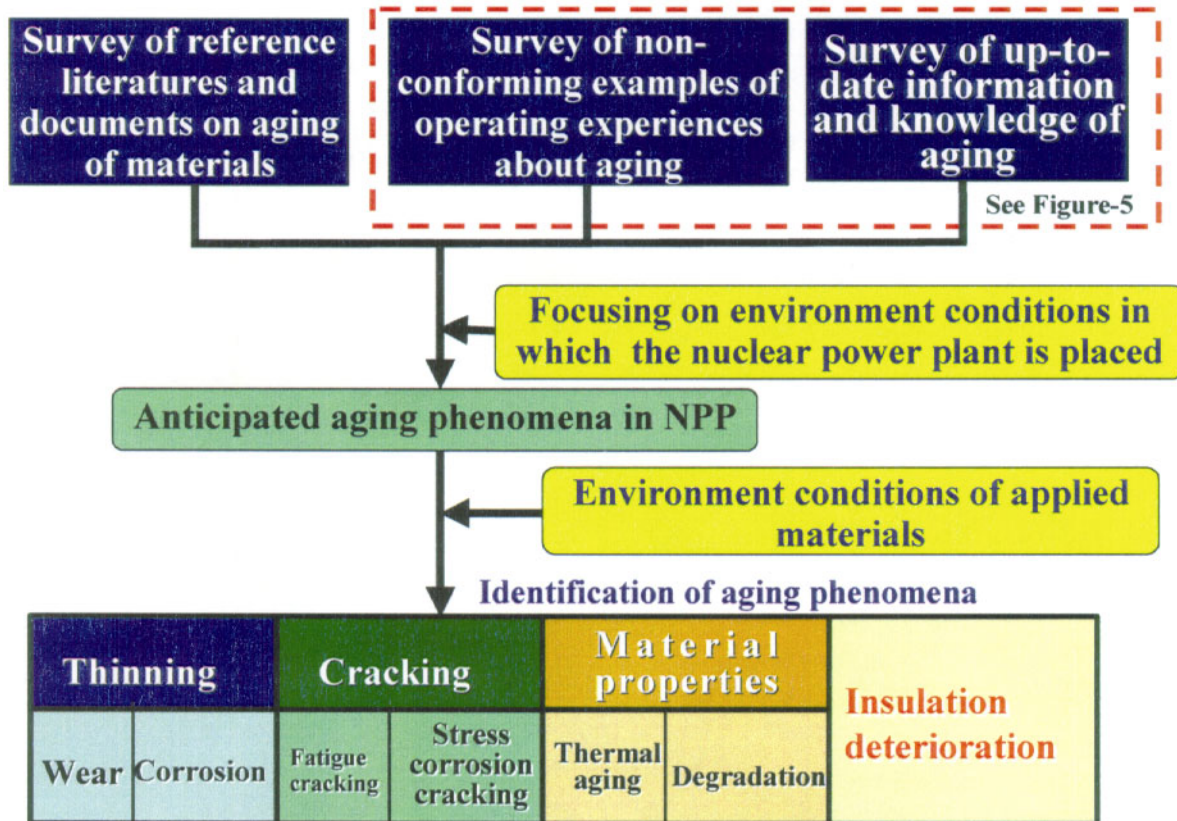 Survey of reference
literatures and
documents on aging
of materials
Survey of non-
conforming examples of
operating experiences
about aging
Survey of up-to-
date information
and knowledge of
aging
See Figure-5
Focusing on environment conditions in
which the nuclear power plant is placed
Anticipated aging phenomena in NPP
Environment conditions of applied
materials
Identification of aging phenomena
Thinning
Cracking
Material
properties
Insulation
deterioration
Wear
Corrosion
Fatigue
cracking
Stress
corrosion
cracking
Thermal
aging
Degradation